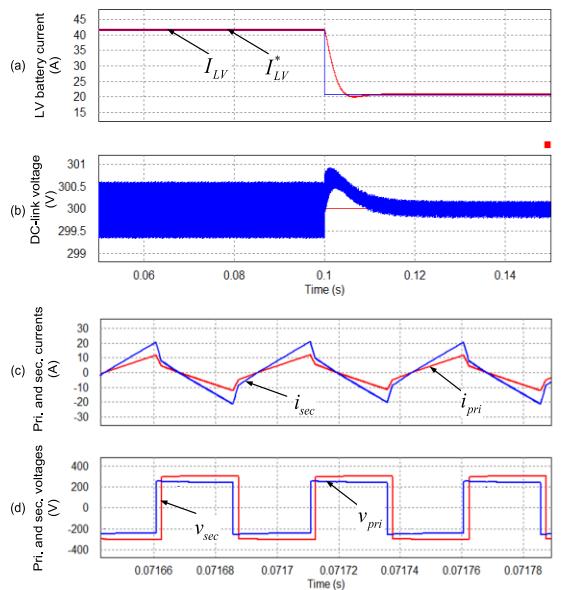 (a)
LV battery current
(A)
45
40
35
30
25
20
15
I_LV
I*_LV
(b)
DC-link voltage
(V)
301
300.5
300
299.5
299
0.06
0.08
0.1
0.12
0.14
Time (s)
(c)
Pri. and sec. currents
(A)
30
20
10
0
-10
-20
-30
i_sec
i_pri
(d)
Pri. and sec. voltages
(V)
400
200
0
-200
-400
v_sec
v_pri
0.07166
0.07168
0.0717
0.07172
0.07174
0.07176
0.07178
Time (s)